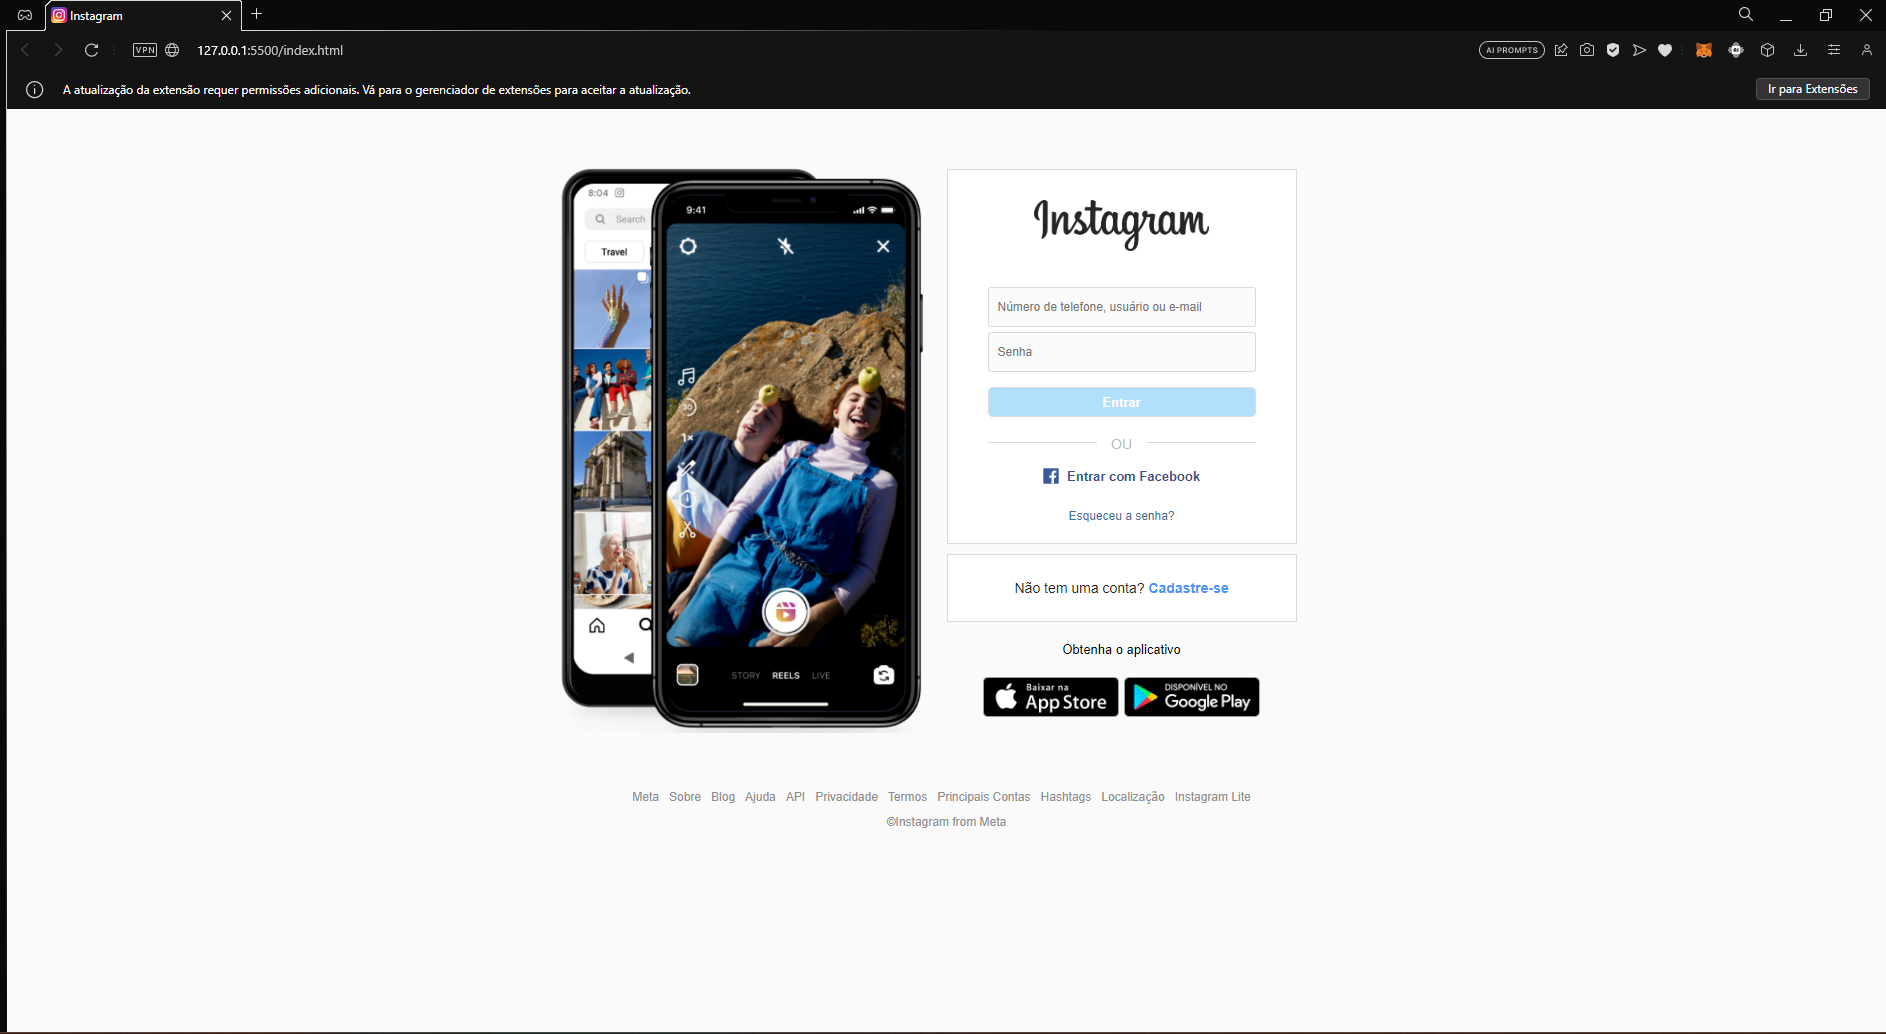 Instagram
VPN
127.0.0.1:5500/index.html
AI PROMPTS
A atualização da extensão requer permissões adicionais. Vá para o gerenciador de extensões para aceitar a atualização.
Ir para Extensões
8:04
Search
Travel
9:41
30
1×
STORY REELS LIVE
Instagram
Número de telefone, usuário ou e-mail
Senha
Entrar
OU
Entrar com Facebook
Esqueceu a senha?
Não tem uma conta? Cadastre-se
Obtenha o aplicativo
Baixar na
App Store
DISPONÍVEL NO
Google Play
Meta Sobre Blog Ajuda API Privacidade Termos Principais Contas Hashtags Localização Instagram Lite
©Instagram from Meta